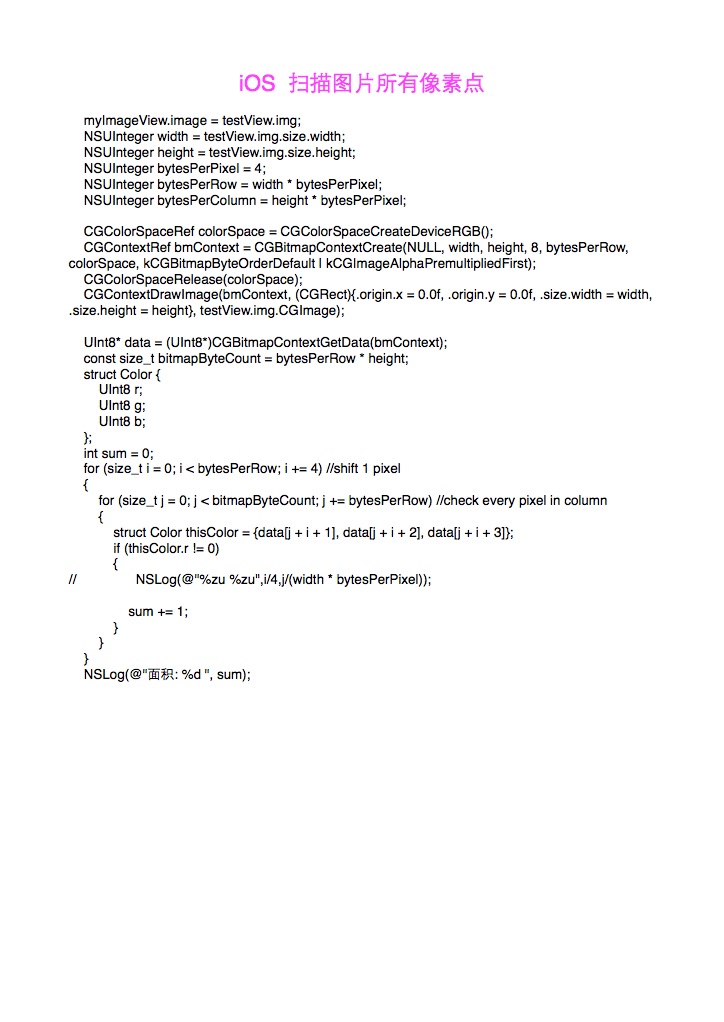 iOS 扫描图片所有像素点
myImageView.image = testView.img;
NSUInteger width = testView.img.size.width;
NSUInteger height = testView.img.size.height;
NSUInteger bytesPerPixel = 4;
NSUInteger bytesPerRow = width * bytesPerPixel;
NSUInteger bytesPerColumn = height * bytesPerPixel;
CGColorSpaceRef colorSpace = CGColorSpaceCreateDeviceRGB();
CGContextRef bmContext = CGBitmapContextCreate(NULL, width, height, 8, bytesPerRow,
colorSpace, kCGBitmapByteOrderDefault | kCGImageAlphaPremultipliedFirst);
CGColorSpaceRelease(colorSpace);
CGContextDrawImage(bmContext, (CGRect){.origin.x = 0.0f, .origin.y = 0.0f, .size.width = width,
.size.height = height}, testView.img.CGImage);
UInt8* data = (UInt8*)CGBitmapContextGetData(bmContext);
const size_t bitmapByteCount = bytesPerRow * height;
struct Color {
UInt8 r;
UInt8 g;
UInt8 b;
};
int sum = 0;
for (size_t i = 0; i < bytesPerRow; i += 4) //shift 1 pixel
{
for (size_t j = 0; j < bitmapByteCount; j += bytesPerRow) //check every pixel in column
{
struct Color thisColor = {data[j + i + 1], data[j + i + 2], data[j + i + 3]};
if (thisColor.r != 0)
{
// NSLog(@"%zu %zu",i/4,j/(width * bytesPerPixel));
sum += 1;
}
}
}
NSLog(@"面积: %d ", sum);